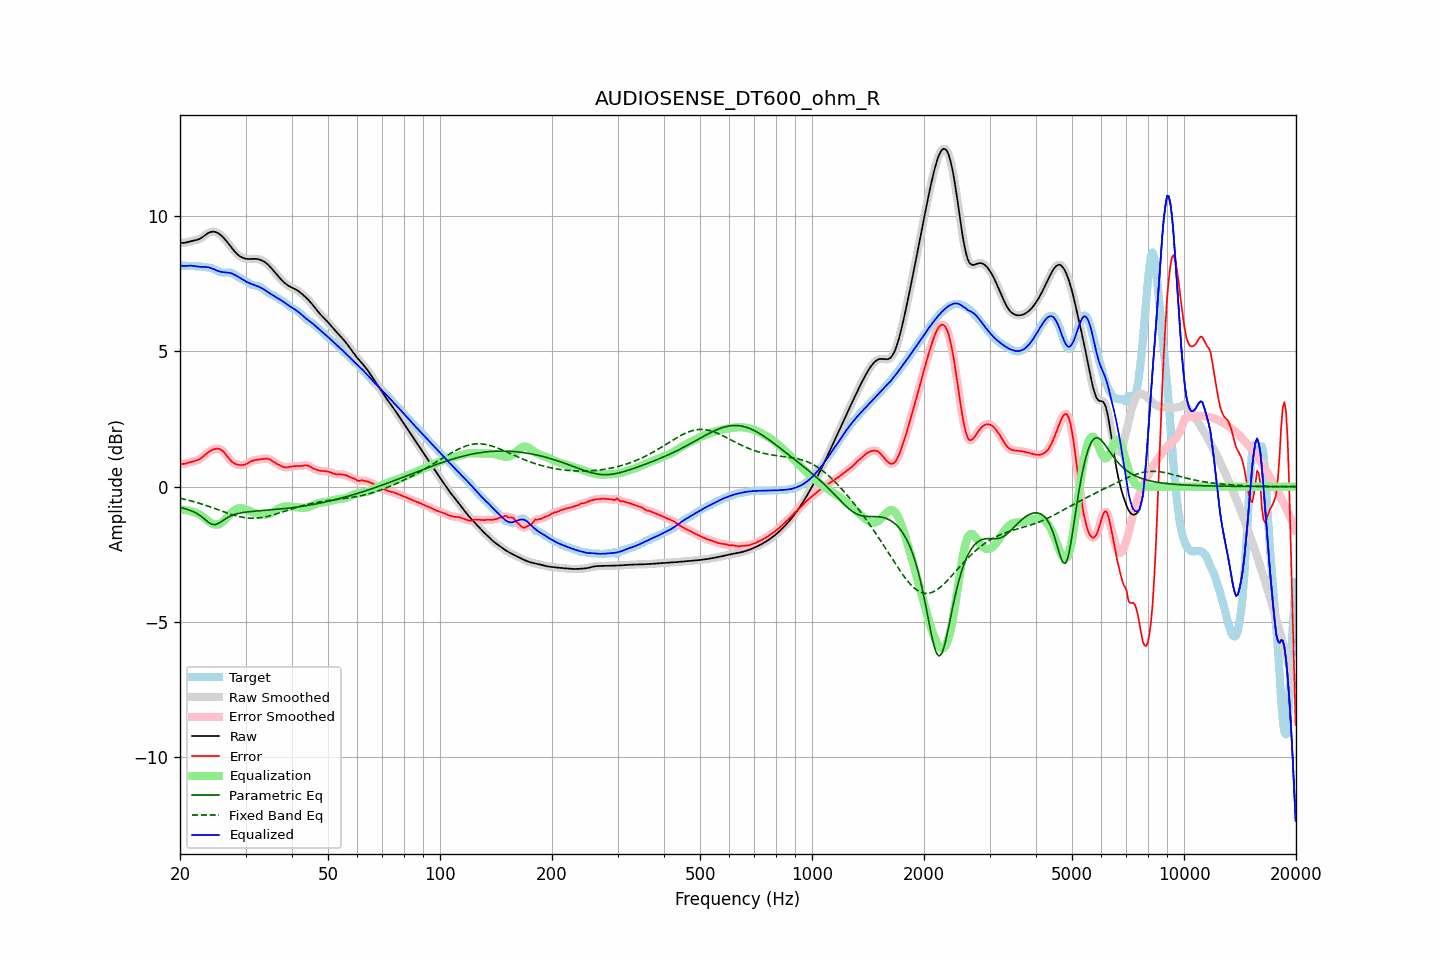 AUDIOSENSE_DT600_ohm_R
Amplitude (dBr)
10
5
0
−5
−10
Target
Raw Smoothed
Error Smoothed
Raw
Error
Equalization
Parametric Eq
Fixed Band Eq
Equalized
20 50 100 200 500 1000 2000 5000 10000 20000
Frequency (Hz)